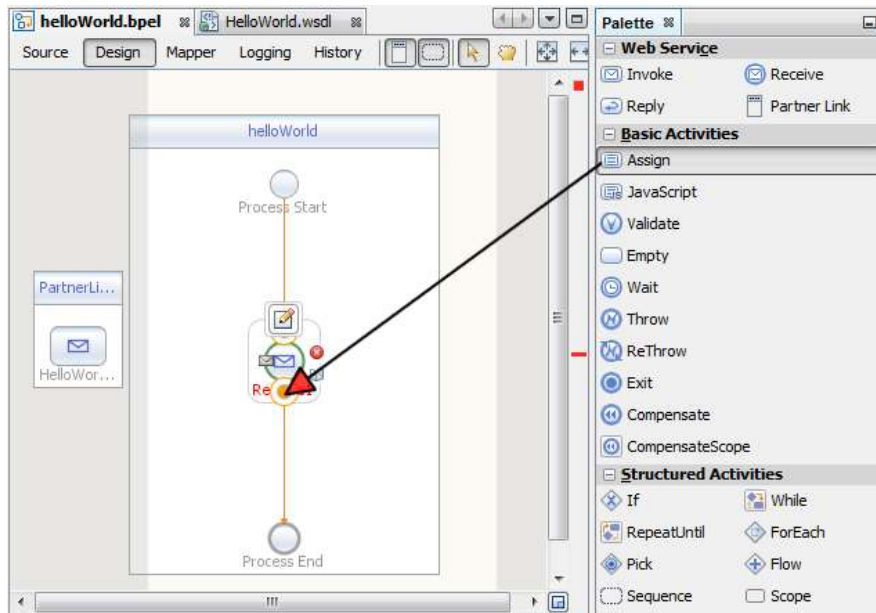 helloWorld.bpel HelloWorld.wsdl
Source Design Mapper Logging History
helloWorld
Process Start
PartnerLi...
HelloWor...
Process End
Palette
Web Service
Invoke Receive
Reply Partner Link
Basic Activities
Assign
JavaScript
Validate
Empty
Wait
Throw
ReThrow
Exit
Compensate
CompensateScope
Structured Activities
If While
RepeatUntil ForEach
Pick Flow
Sequence Scope